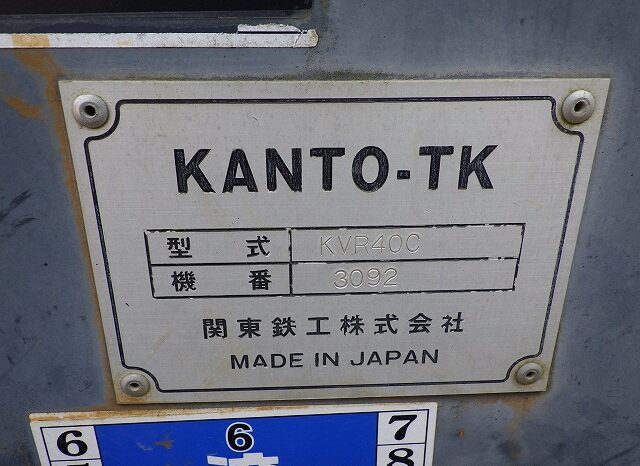 KANTO-TK
型式 KVR40C
機番 3092
関東鉄工株式会社
MADE IN JAPAN
6 6 7
8